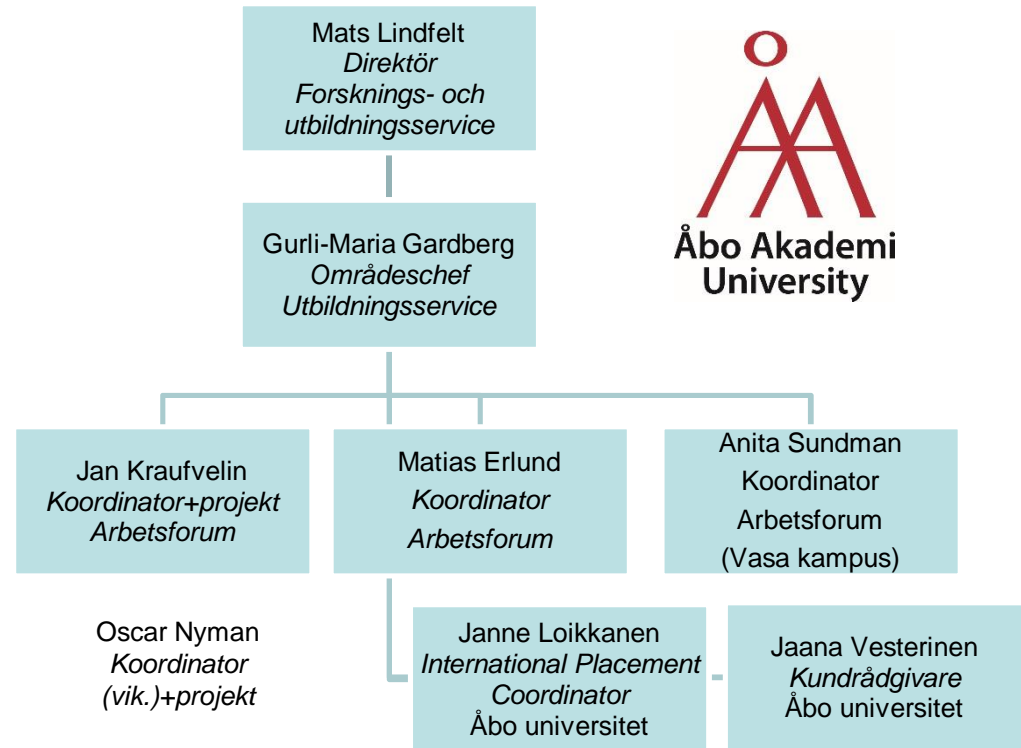 Mats Lindfelt
Direktör
Forsknings- och
utbildningsservice
Åbo Akademi
University
Gurli-Maria Gardberg
Områdeschef
Utbildningsservice
Jan Kraufvelin
Koordinator+projekt
Arbetsforum
Matias Erlund
Koordinator
Arbetsforum
Anita Sundman
Koordinator
Arbetsforum
(Vasa kampus)
Oscar Nyman
Koordinator
(vik.)+projekt
Janne Loikkanen
International Placement
Coordinator
Åbo universitet
Jaana Vesterinen
Kundrådgivare
Åbo universitet